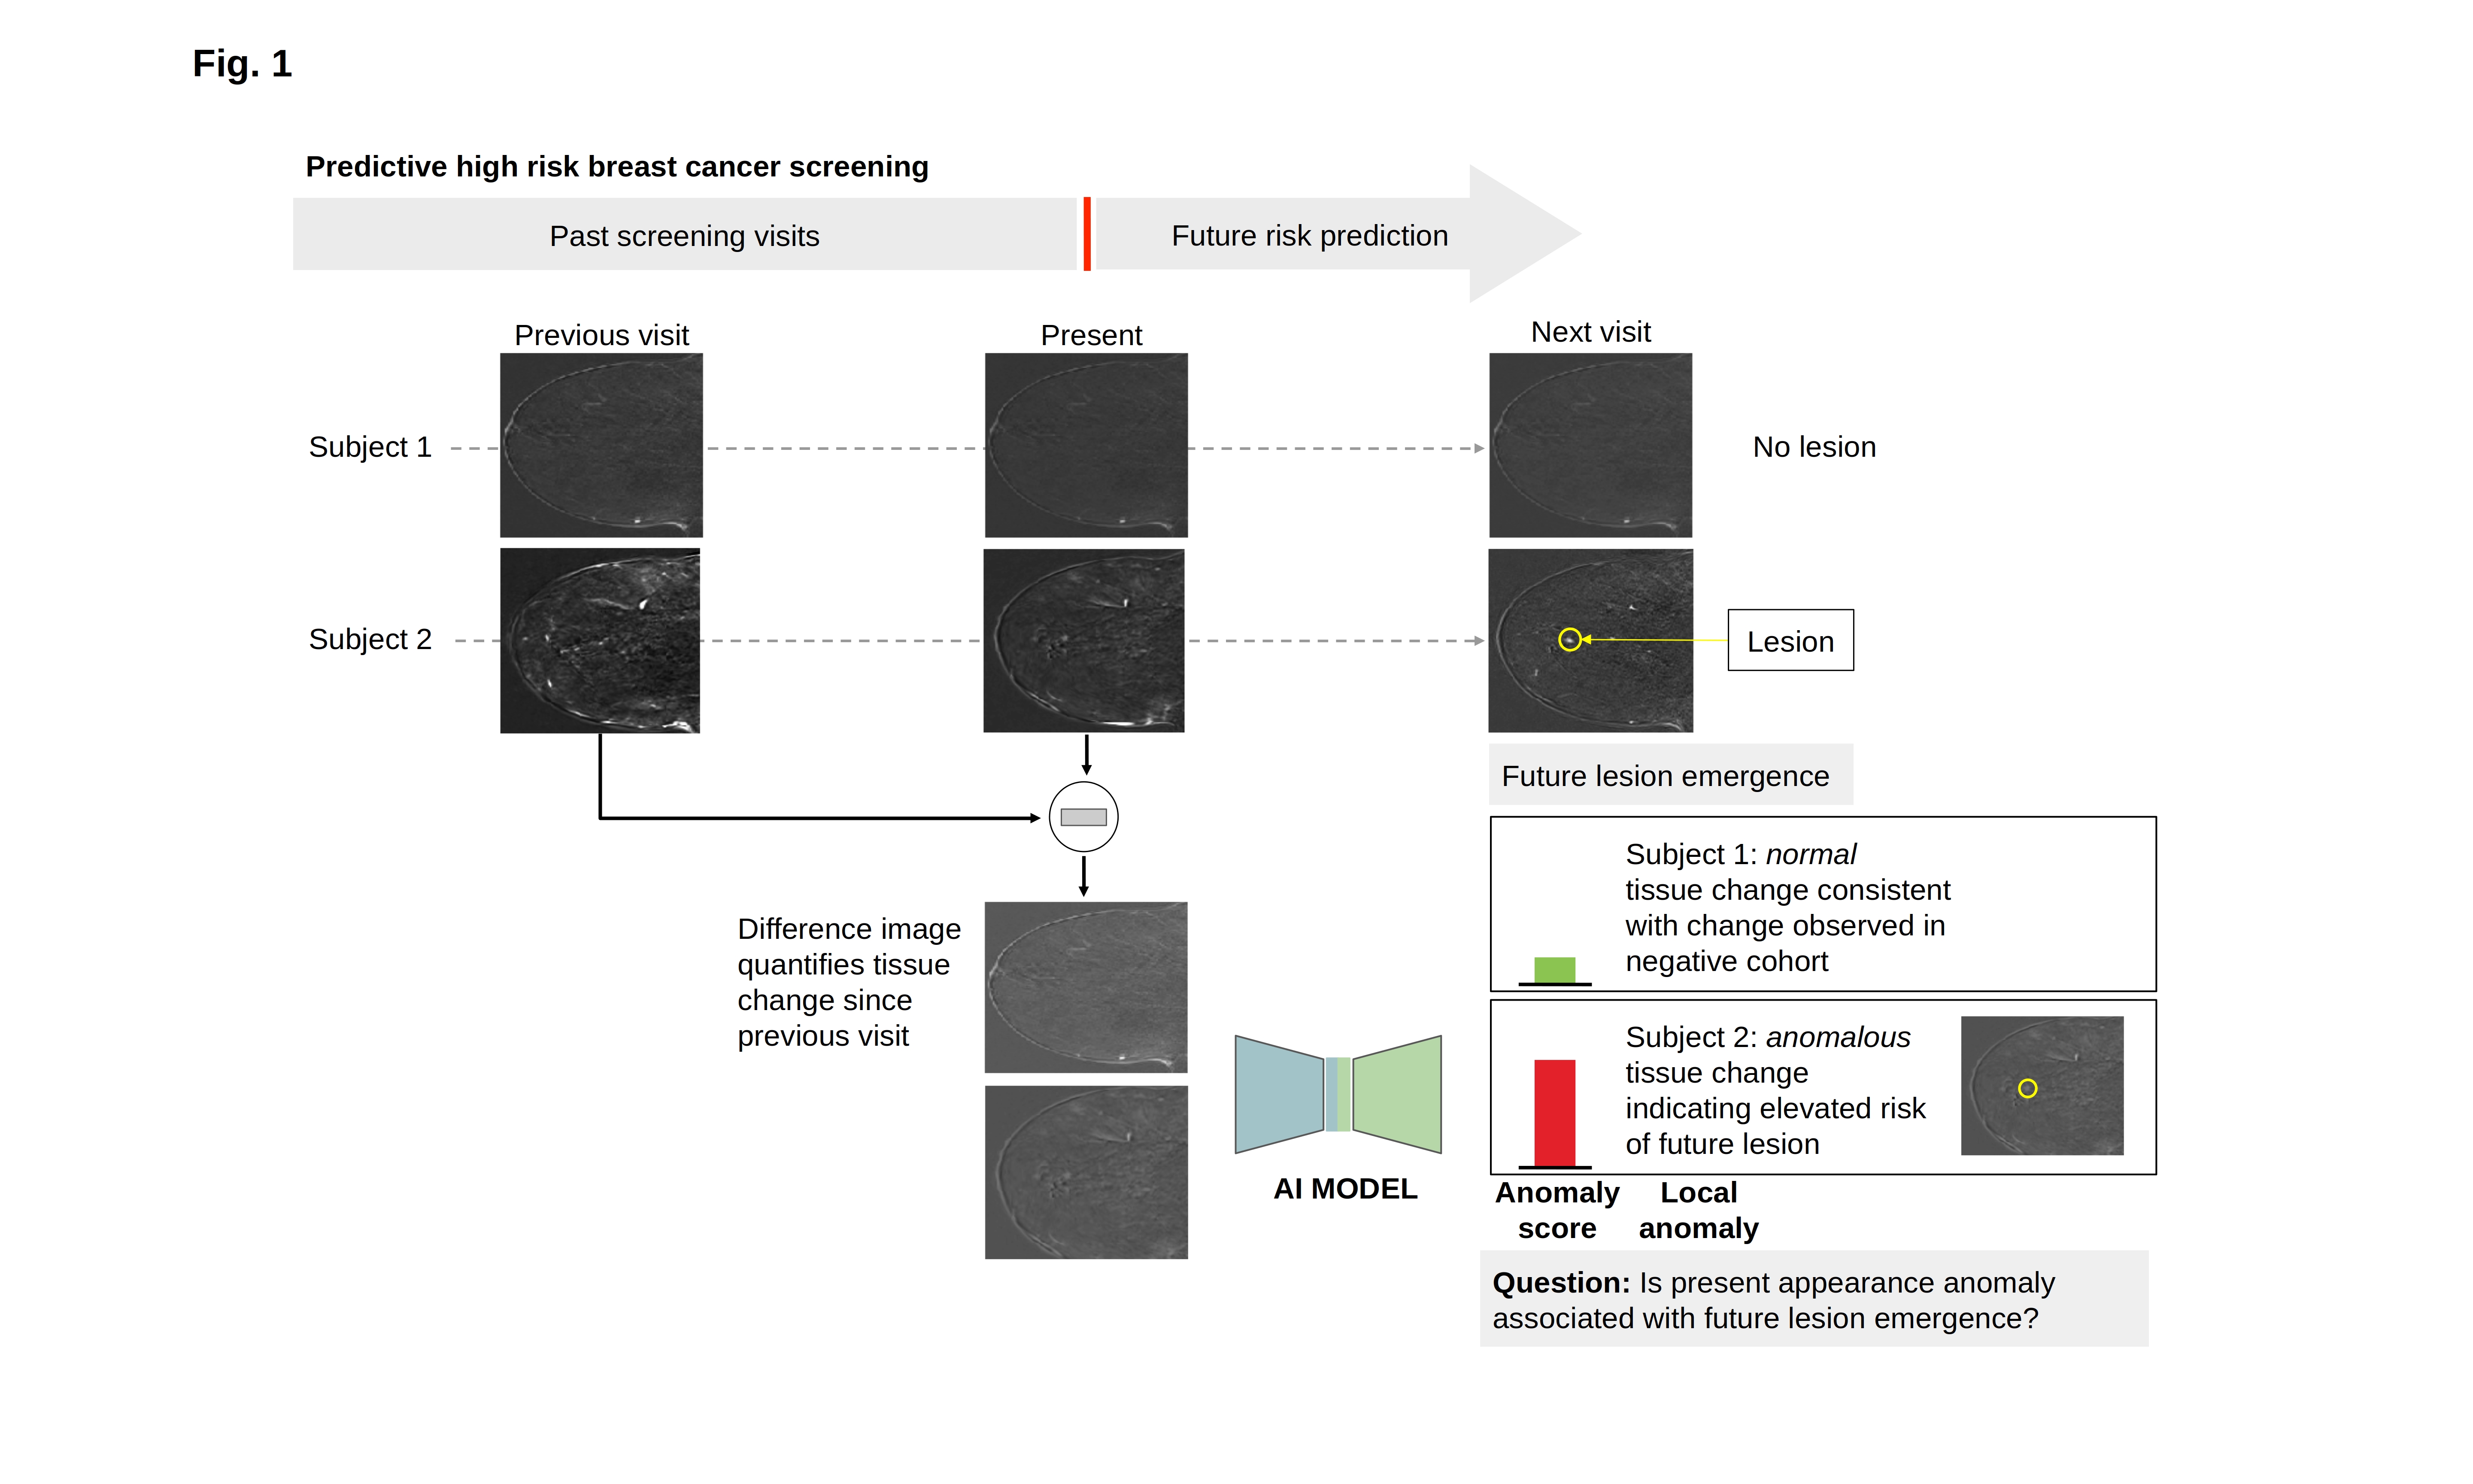 Fig. 1
Predictive high risk breast cancer screening
Past screening visits
Future risk prediction
Previous visit
Present
Next visit
Subject 1
No lesion
Subject 2
Lesion
Future lesion emergence
Subject 1: normal
tissue change consistent
with change observed in
negative cohort
Difference image
quantifies tissue
change since
previous visit
Subject 2: anomalous
tissue change
indicating elevated risk
of future lesion
AI MODEL
Anomaly
score
Local
anomaly
Question: Is present appearance anomaly
associated with future lesion emergence?